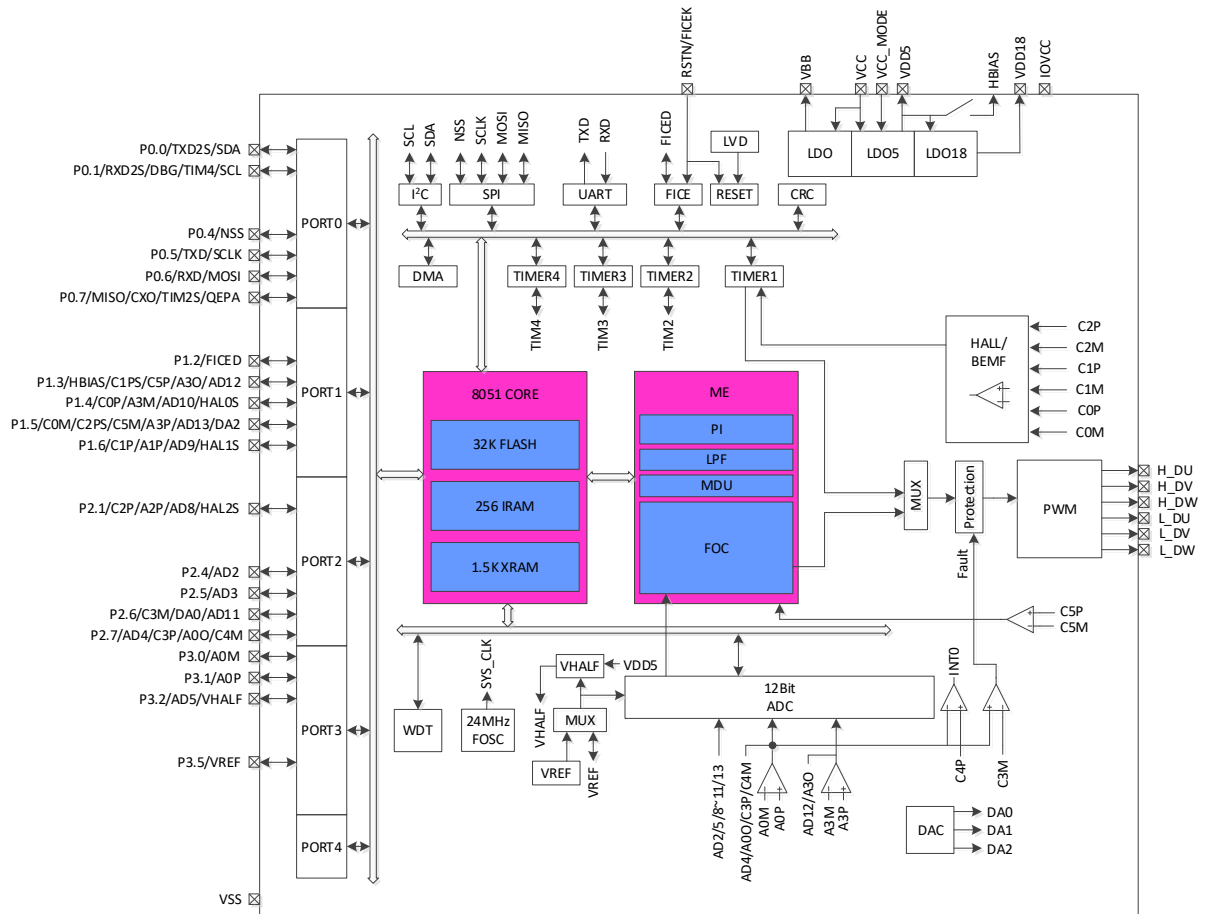 RSTN/FICEK
VBB
VCC
VCC_MODE
VDD5
HBIAS
VDD18
IOVCC
SCL
SDA
NSS
SCLK
MOSI
MISO
TXD
RXD
FICED
LVD
LDO
LDO5
LDO18
I²C
SPI
UART
FICE
RESET
CRC
P0.0/TXD2S/SDA
P0.1/RXD2S/DBG/TIM4/SCL
PORT0
P0.4/NSS
P0.5/TXD/SCLK
P0.6/RXD/MOSI
P0.7/MISO/CXO/TIM2S/QEPA
DMA
TIMER4
TIMER3
TIMER2
TIMER1
TIM4
TIM3
TIM2
P1.2/FICED
P1.3/HBIAS/C1PS/C5P/A3O/AD12
P1.4/C0P/A3M/AD10/HAL0S
P1.5/C0M/C2PS/C5M/A3P/AD13/DA2
P1.6/C1P/A1P/AD9/HAL1S
PORT1
HALL/
BEMF
C2P
C2M
C1P
C1M
C0P
C0M
8051 CORE
32K FLASH
256 IRAM
1.5K XRAM
ME
PI
LPF
MDU
FOC
MUX
Protection
Fault
PWM
H_DU
H_DV
H_DW
L_DU
L_DV
L_DW
P2.1/C2P/A2P/AD8/HAL2S
PORT2
P2.4/AD2
P2.5/AD3
P2.6/C3M/DA0/AD11
P2.7/AD4/C3P/A0O/C4M
C5P
C5M
P3.0/A0M
P3.1/A0P
P3.2/AD5/VHALF
PORT3
P3.5/VREF
WDT
SYS_CLK
24MHz
FOSC
VHALF
VDD5
VHALF
MUX
VREF
VREF
12Bit
ADC
INT0
C4P
C3M
AD2/5/8~11/13
AD4/A0O/C3P/C4M
A0M
A0P
AD12/A3O
A3M
A3P
DAC
DA0
DA1
DA2
PORT4
VSS